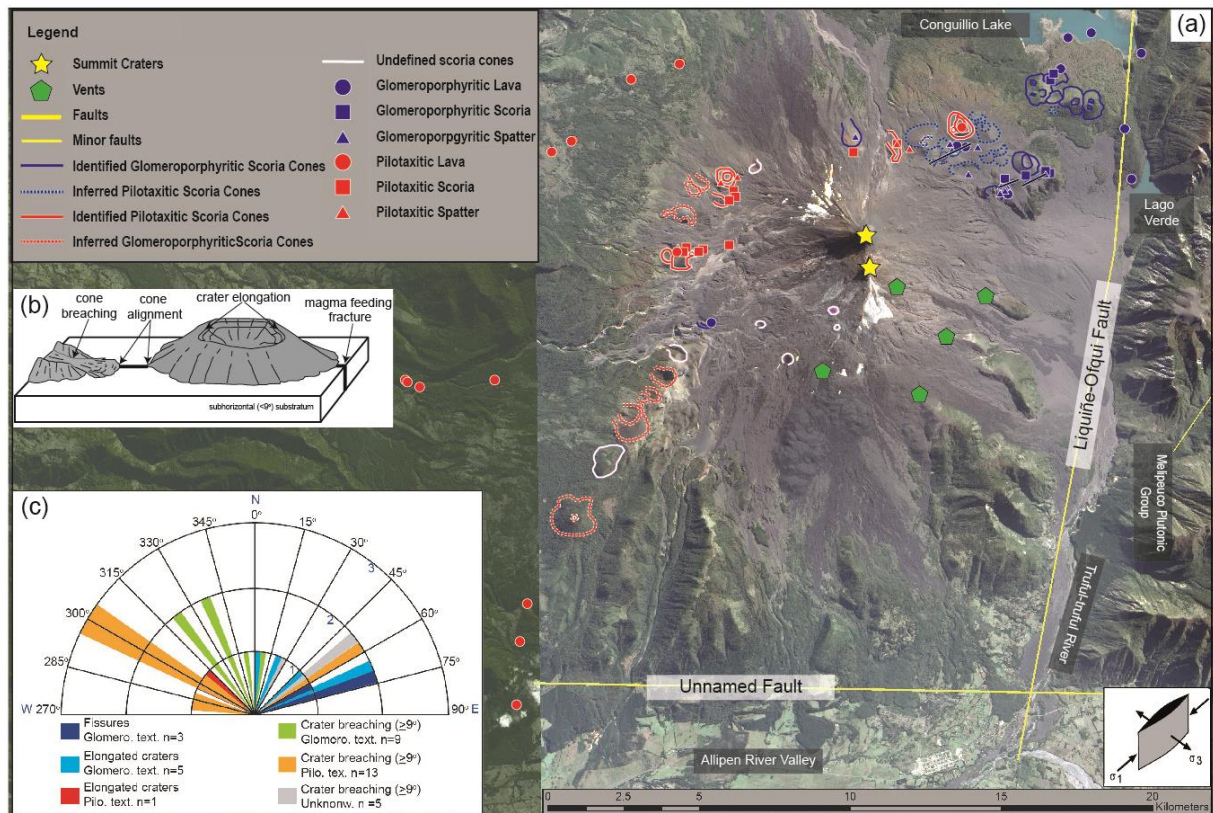 Legend
Summit Craters
Vents
Faults
Minor faults
Identified Glomeroporphyritic Scoria Cones
Inferred Pilotaxitic Scoria Cones
Identified Pilotaxitic Scoria Cones
Inferred GlomeroporphyriticScoria Cones
Undefined scoria cones
Glomeroporphyritic Lava
Glomeroporphyritic Scoria
Glomeroporpgyritic Spatter
Pilotaxitic Lava
Pilotaxitic Scoria
Pilotaxitic Spatter
(a)
Conguillio Lake
Lago
Verde
Liquiñe-Ofqui Fault
Melipeuco Plutonic
Group
Truful-truful River
Unnamed Fault
Allipen River Valley
σ1
σ3
0 2.5 5 10 15 20
Kilometers
(b)
cone
breaching
cone
alignment
crater elongation
magma feeding
fracture
subhorizontal (<9º) substratum
(c)
N
0º
345º
15º
330º
30º
315º
45º
300º
60º
285º
75º
W 270º
90º E
3
2
1
Fissures
Glomero. text. n=3
Elongated craters
Glomero. text. n=5
Elongated craters
Pilo. text. n=1
Crater breaching (≥9º)
Glomoro. text. n=9
Crater breaching (≥9º)
Pilo. tex. n=13
Crater breaching (≥9º)
Unknonw. n =5